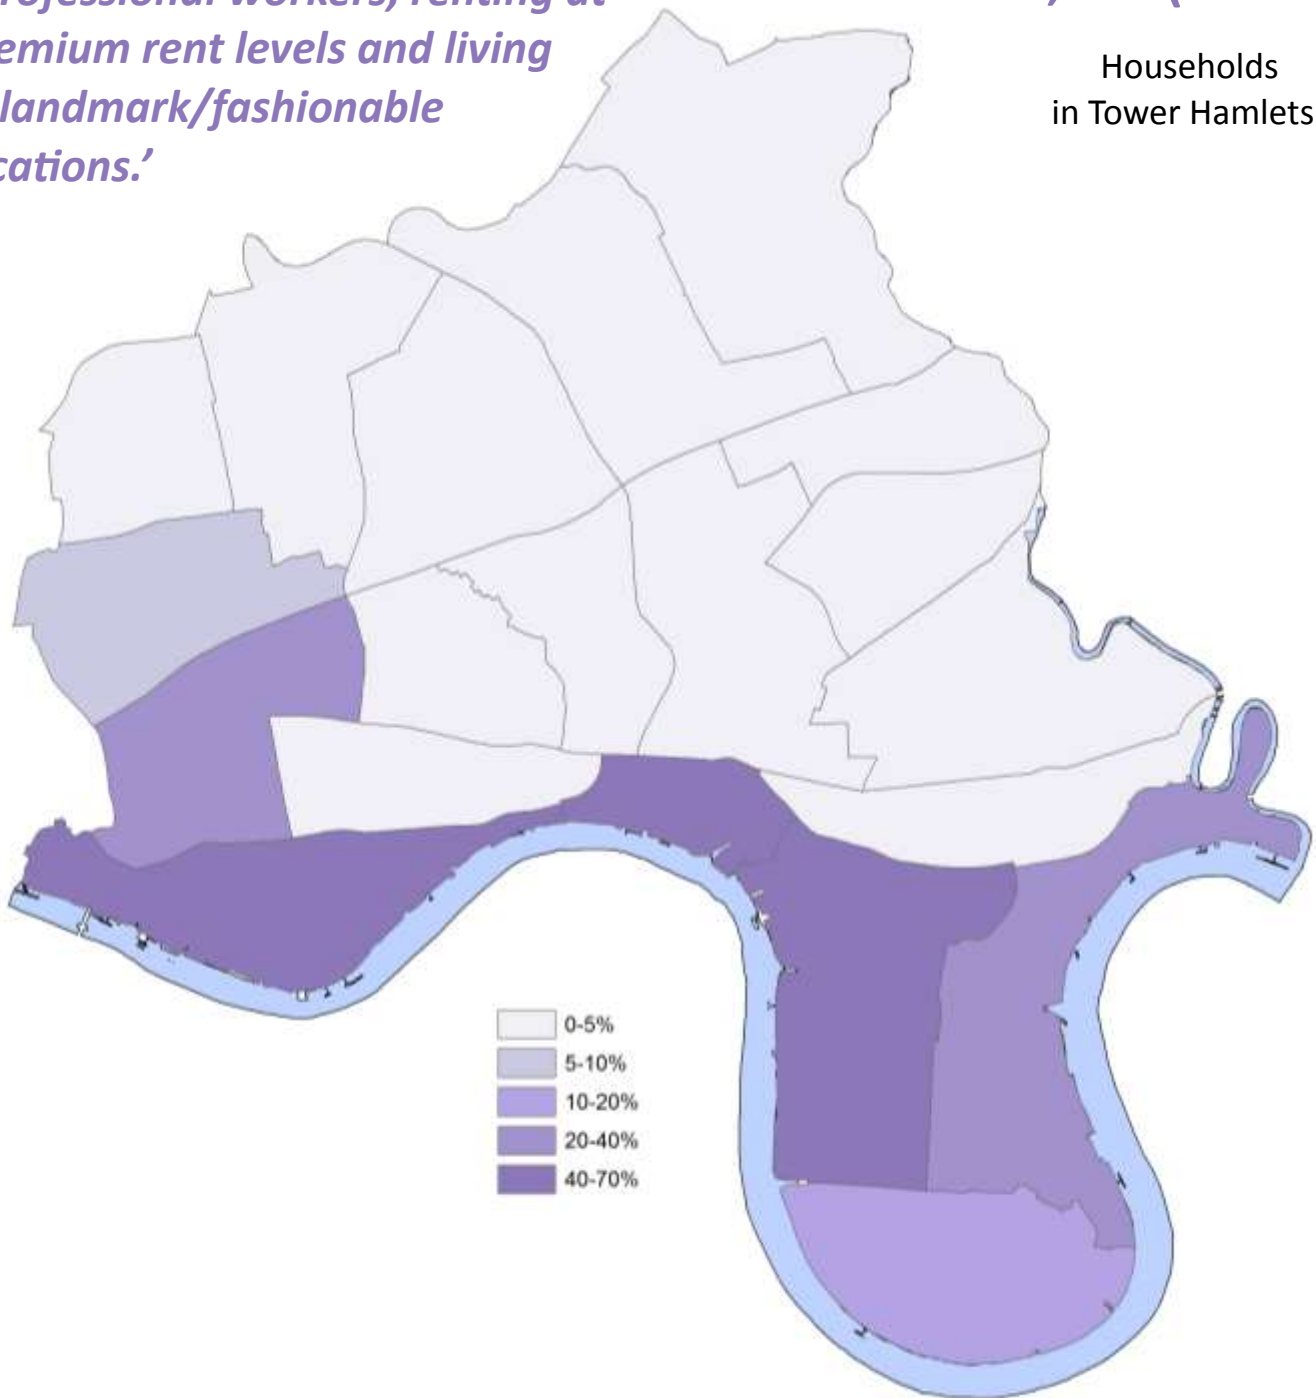 emium rent levels and living
landmark/fashionable
Households
in Tower Hamlets
0-5%
5-10%
10-20%
20-40%
40-70%